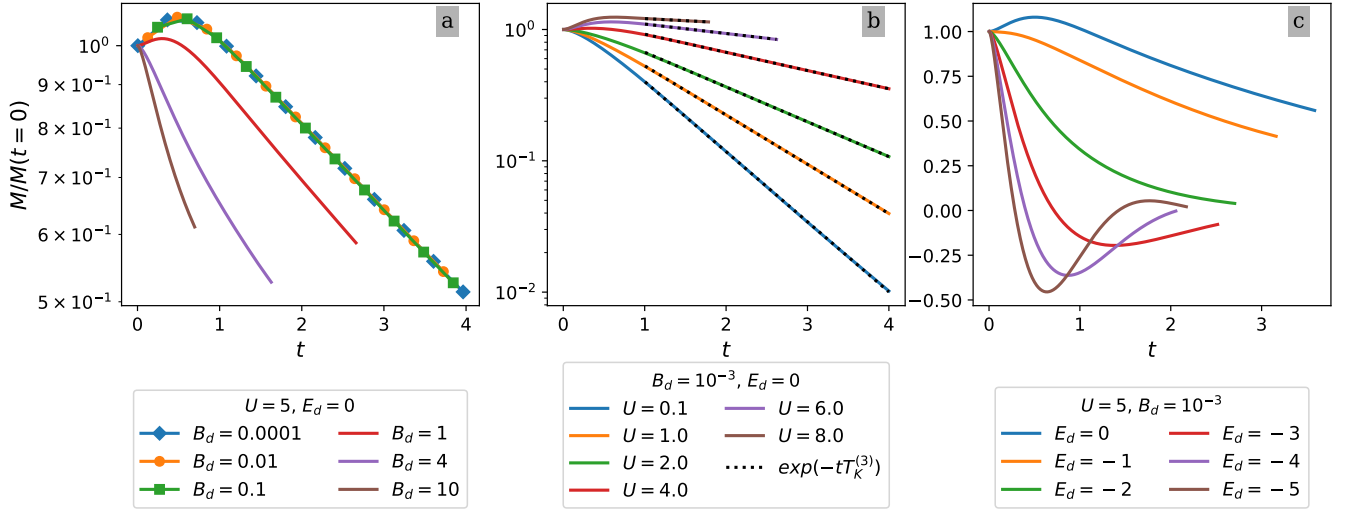 a
b
c
M/M(t = 0)
10^0
9 × 10^-1
8 × 10^-1
7 × 10^-1
6 × 10^-1
5 × 10^-1
0 1 2 3 4
t
10^0
10^-1
10^-2
0 1 2 3 4
t
1.00
0.75
0.50
0.25
0.00
−0.25
−0.50
0 1 2 3
t
U = 5, E_d = 0
B_d = 0.0001 B_d = 1
B_d = 0.01 B_d = 4
B_d = 0.1 B_d = 10
B_d = 10^-3, E_d = 0
U = 0.1 U = 6.0
U = 1.0 U = 8.0
U = 2.0 exp(−tT_K^(3))
U = 4.0
U = 5, B_d = 10^-3
E_d = 0 E_d = − 3
E_d = − 1 E_d = − 4
E_d = − 2 E_d = − 5